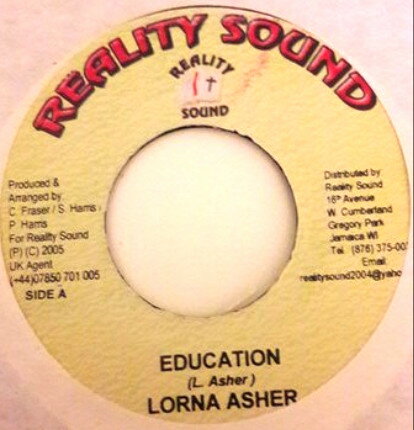 REALITY SOUND
REALITY
SOUND
Produced &
Arranged by
C. Fraser / S. Harris /
P Harris
For Reality Sound
(P) (C) 2005
UK Agent
(+44)07850 701 005
SIDE A
Distributed by
Reality Sound
16th Avenue
W. Cumberland
Gregory Park
Jamaica WI
Tel. (876) 375-003
Email:
realitysound2004@yaho
EDUCATION
(L. Asher)
LORNA ASHER